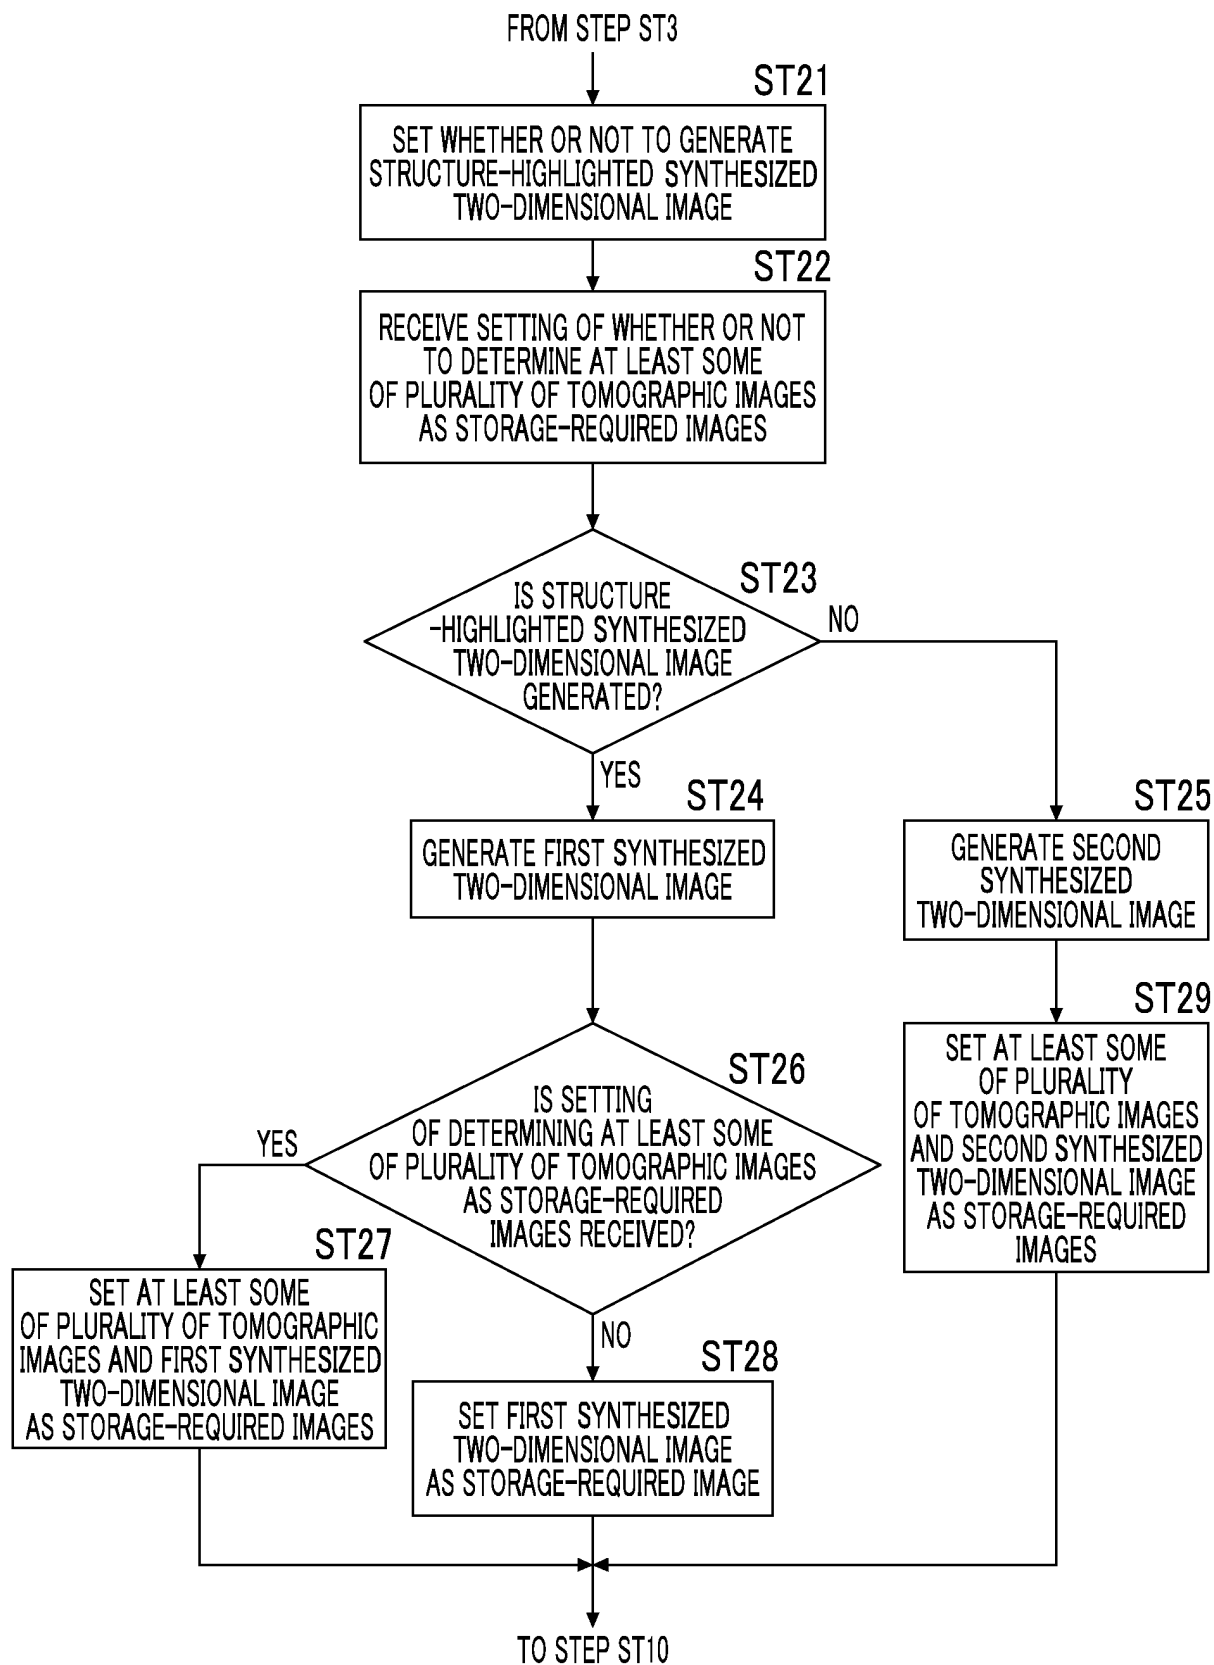 FROM STEP ST3
ST21
SET WHETHER OR NOT TO GENERATE
STRUCTURE-HIGHLIGHTED SYNTHESIZED
TWO-DIMENSIONAL IMAGE
ST22
RECEIVE SETTING OF WHETHER OR NOT
TO DETERMINE AT LEAST SOME
OF PLURALITY OF TOMOGRAPHIC IMAGES
AS STORAGE-REQUIRED IMAGES
ST23
IS STRUCTURE
-HIGHLIGHTED SYNTHESIZED
TWO-DIMENSIONAL IMAGE
GENERATED?
NO
YES
ST24
GENERATE FIRST SYNTHESIZED
TWO-DIMENSIONAL IMAGE
ST25
GENERATE SECOND
SYNTHESIZED
TWO-DIMENSIONAL IMAGE
ST26
IS SETTING
OF DETERMINING AT LEAST SOME
OF PLURALITY OF TOMOGRAPHIC IMAGES
AS STORAGE-REQUIRED
IMAGES RECEIVED?
YES
NO
ST29
SET AT LEAST SOME
OF PLURALITY
OF TOMOGRAPHIC IMAGES
AND SECOND SYNTHESIZED
TWO-DIMENSIONAL IMAGE
AS STORAGE-REQUIRED
IMAGES
ST27
SET AT LEAST SOME
OF PLURALITY OF TOMOGRAPHIC
IMAGES AND FIRST SYNTHESIZED
TWO-DIMENSIONAL IMAGE
AS STORAGE-REQUIRED IMAGES
ST28
SET FIRST SYNTHESIZED
TWO-DIMENSIONAL IMAGE
AS STORAGE-REQUIRED IMAGE
TO STEP ST10